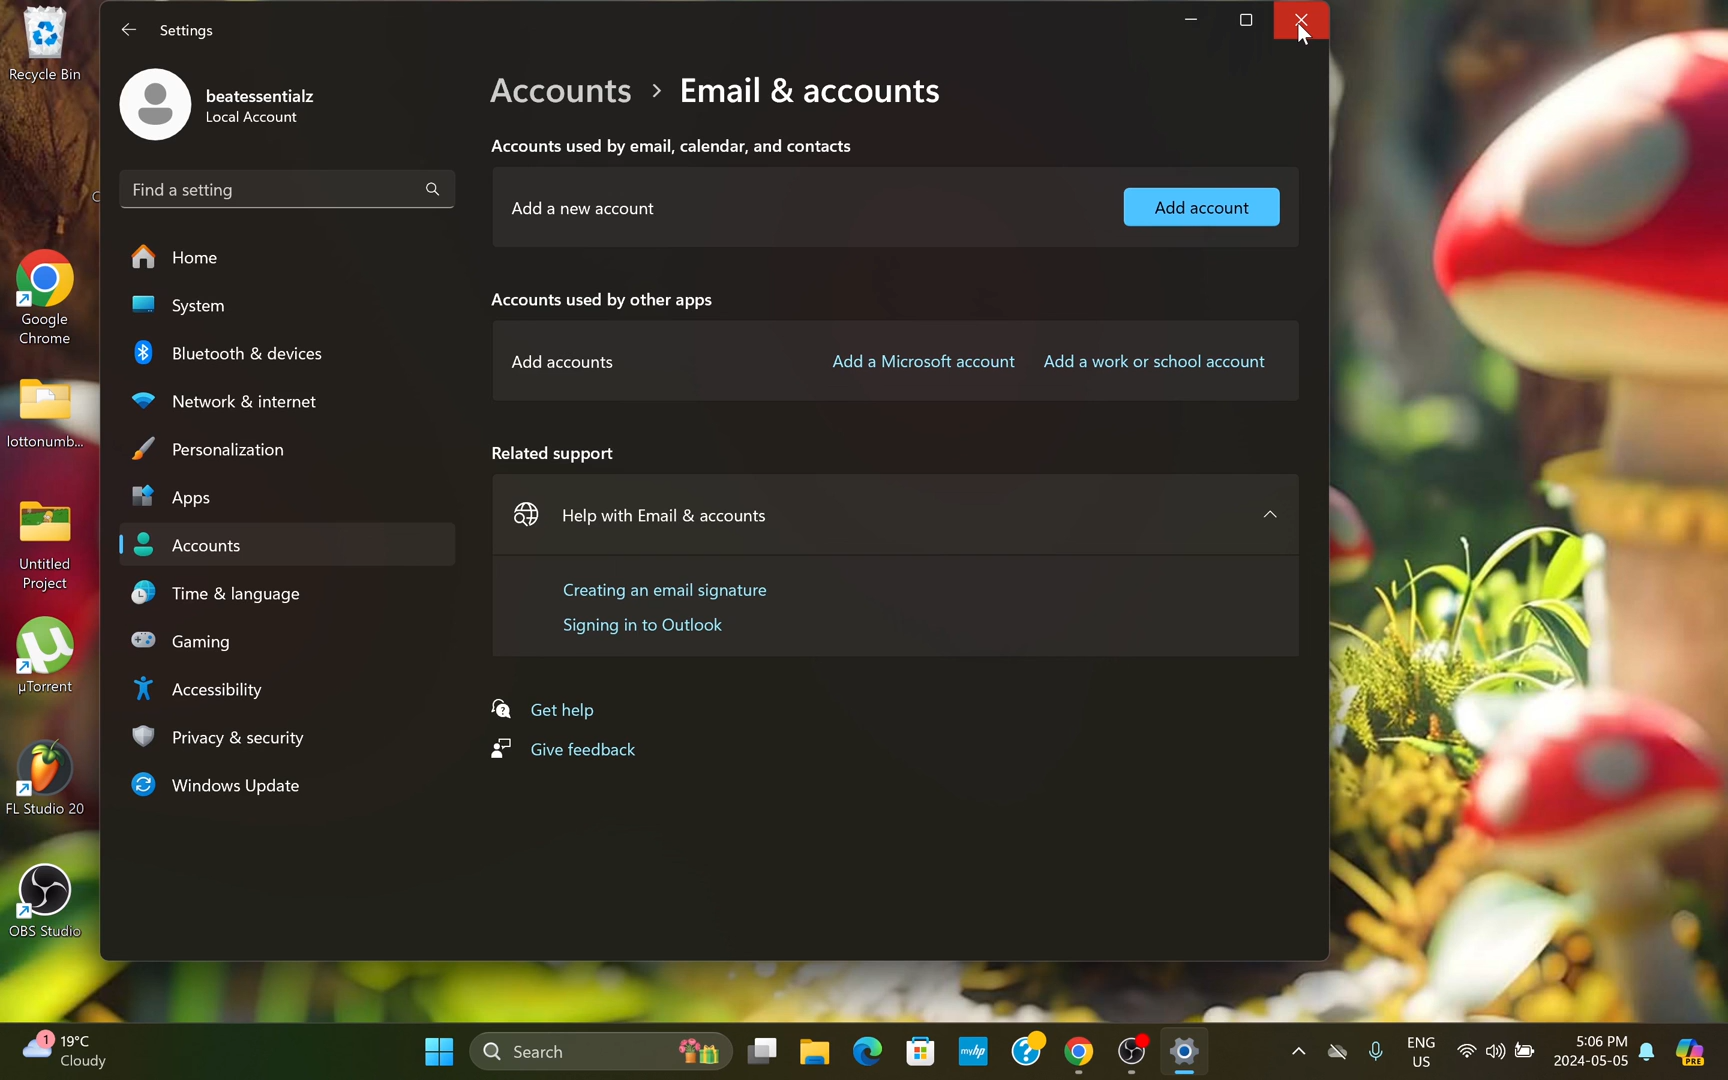 Recycle Bin
Google
Chrome
lottonumb...
Untitled
Project
µTorrent
FL Studio 20
OBS Studio
Settings
beatessentialz
Local Account
Find a setting
Home
System
Bluetooth & devices
Network & internet
Personalization
Apps
Accounts
Time & language
Gaming
Accessibility
Privacy & security
Windows Update
Accounts > Email & accounts
Accounts used by email, calendar, and contacts
Add a new account
Add account
Accounts used by other apps
Add accounts
Add a Microsoft account
Add a work or school account
Related support
Help with Email & accounts
Creating an email signature
Signing in to Outlook
Get help
Give feedback
1
19°C
Cloudy
Search
myhp
ENG
US
5:06 PM
2024-05-05
PRE